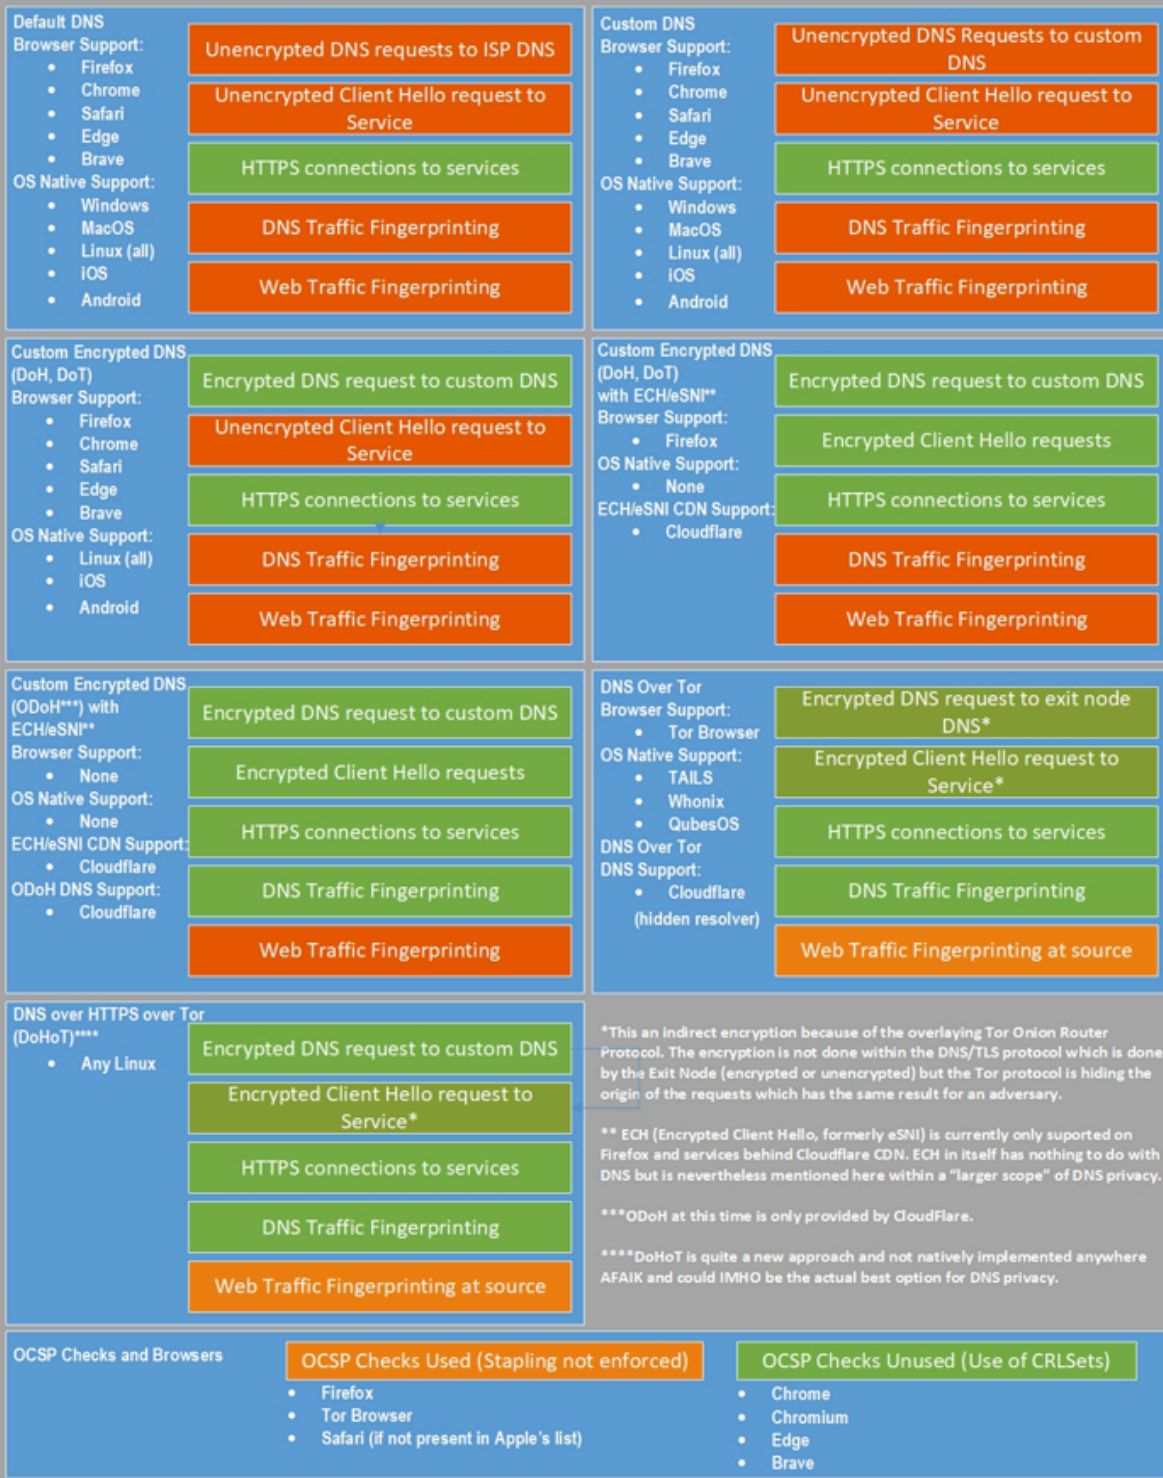 Default DNS
Browser Support:
• Firefox
• Chrome
• Safari
• Edge
• Brave
OS Native Support:
• Windows
• MacOS
• Linux (all)
• iOS
• Android
Unencrypted DNS requests to ISP DNS
Unencrypted Client Hello request to
Service
HTTPS connections to services
DNS Traffic Fingerprinting
Web Traffic Fingerprinting
Custom DNS
Browser Support:
• Firefox
• Chrome
• Safari
• Edge
• Brave
OS Native Support:
• Windows
• MacOS
• Linux (all)
• iOS
• Android
Unencrypted DNS Requests to custom
DNS
Unencrypted Client Hello request to
Service
HTTPS connections to services
DNS Traffic Fingerprinting
Web Traffic Fingerprinting
Custom Encrypted DNS
(DoH, DoT)
Browser Support:
• Firefox
• Chrome
• Safari
• Edge
• Brave
OS Native Support:
• Linux (all)
• iOS
• Android
Encrypted DNS request to custom DNS
Unencrypted Client Hello request to
Service
HTTPS connections to services
DNS Traffic Fingerprinting
Web Traffic Fingerprinting
Custom Encrypted DNS
(DoH, DoT)
with ECH/eSNI**
Browser Support:
• Firefox
OS Native Support:
• None
ECH/eSNI CDN Support:
• Cloudflare
Encrypted DNS request to custom DNS
Encrypted Client Hello requests
HTTPS connections to services
DNS Traffic Fingerprinting
Web Traffic Fingerprinting
Custom Encrypted DNS
(ODoH***) with
ECH/eSNI**
Browser Support:
• None
OS Native Support:
• None
ECH/eSNI CDN Support:
• Cloudflare
ODoH DNS Support:
• Cloudflare
Encrypted DNS request to custom DNS
Encrypted Client Hello requests
HTTPS connections to services
DNS Traffic Fingerprinting
Web Traffic Fingerprinting
DNS Over Tor
Browser Support:
• Tor Browser
OS Native Support:
• TAILS
• Whonix
• QubesOS
DNS Over Tor
DNS Support:
• Cloudflare
(hidden resolver)
Encrypted DNS request to exit node
DNS*
Encrypted Client Hello request to
Service*
HTTPS connections to services
DNS Traffic Fingerprinting
Web Traffic Fingerprinting at source
DNS over HTTPS over Tor
(DoHoT)****
• Any Linux
Encrypted DNS request to custom DNS
Encrypted Client Hello request to
Service*
HTTPS connections to services
DNS Traffic Fingerprinting
Web Traffic Fingerprinting at source
*This an indirect encryption because of the overlaying Tor Onion Router
Protocol. The encryption is not done within the DNS/TLS protocol which is done
by the Exit Node (encrypted or unencrypted) but the Tor protocol is hiding the
origin of the requests which has the same result for an adversary.
** ECH (Encrypted Client Hello, formerly eSNI) is currently only suported on
Firefox and services behind Cloudflare CDN. ECH in itself has nothing to do with
DNS but is nevertheless mentioned here within a "larger scope" of DNS privacy.
***ODoH at this time is only provided by CloudFlare.
****DoHoT is quite a new approach and not natively implemented anywhere
AFAIK and could IMHO be the actual best option for DNS privacy.
OCSP Checks and Browsers
OCSP Checks Used (Stapling not enforced)
• Firefox
• Tor Browser
• Safari (if not present in Apple's list)
OCSP Checks Unused (Use of CRLSets)
• Chrome
• Chromium
• Edge
• Brave